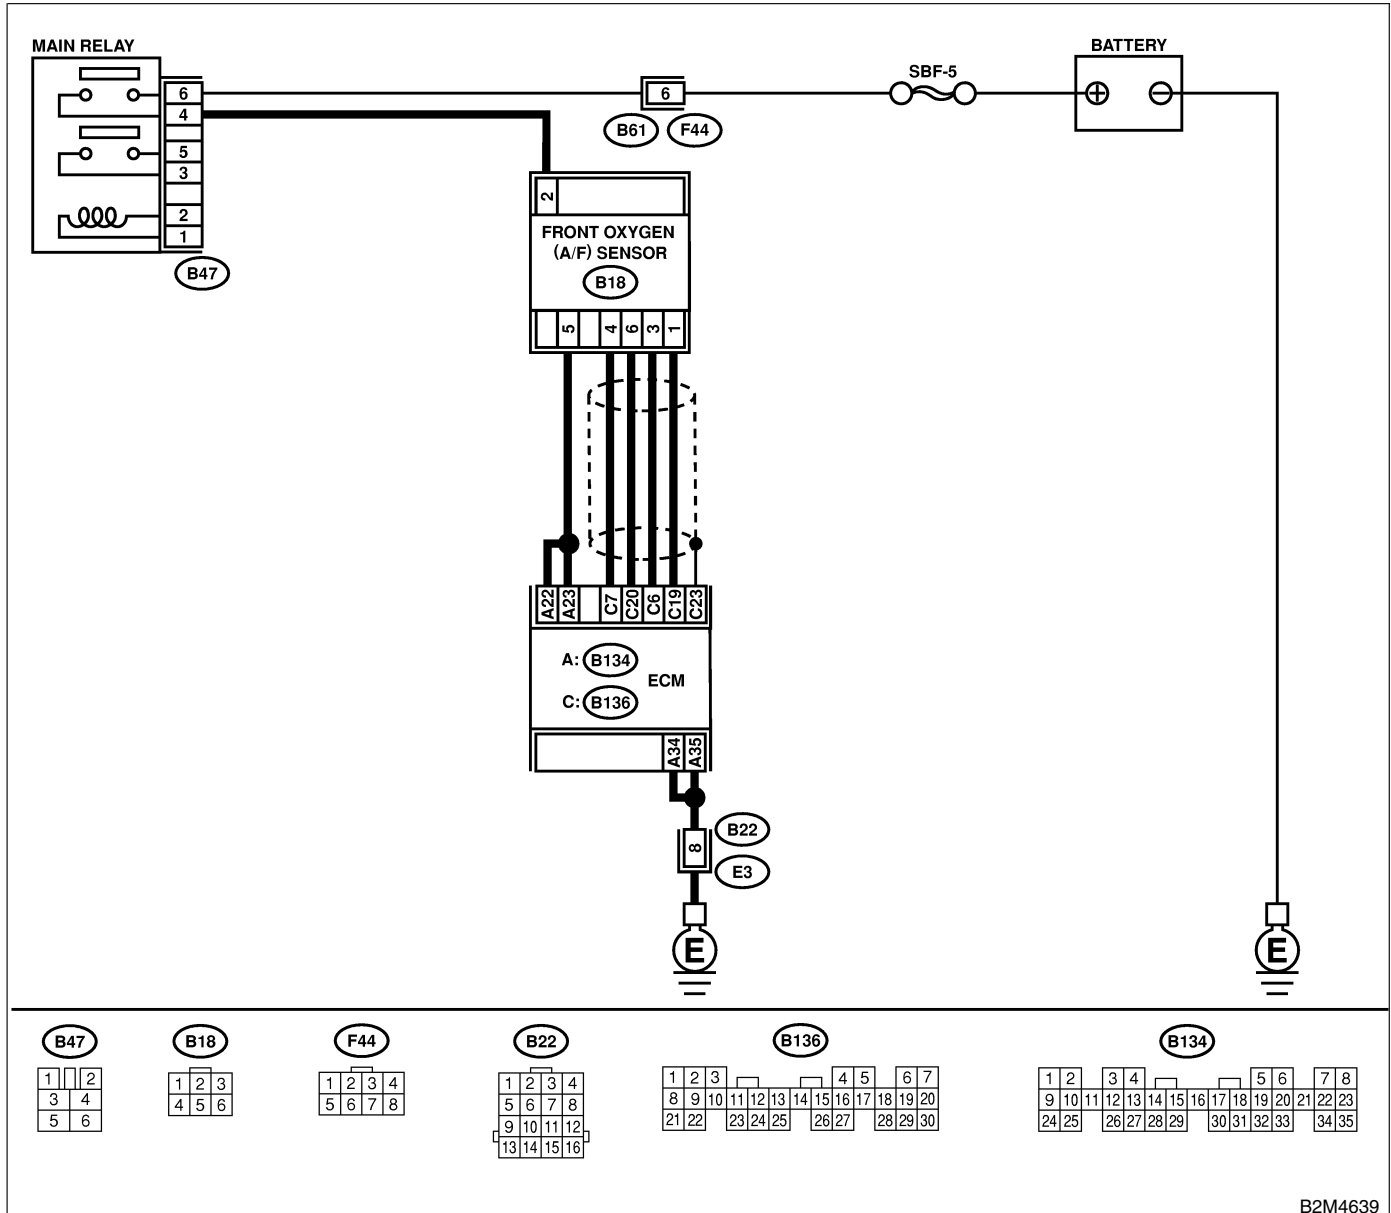 MAIN RELAY
BATTERY
SBF-5
6
4
5
3
2
1
B47
6
B61 F44
2
FRONT OXYGEN
(A/F) SENSOR
B18
5 4 6 3 1
A22 A23 C7 C20 C6 C19 C23
A: B134
ECM
C: B136
A34 A35
B22
8
E3
E E
B47 B18 F44 B22 B136 B134
1 2
3 4
5 6
1 2 3
4 5 6
1 2 3 4
5 6 7 8
1 2 3 4
5 6 7 8
9 10 11 12
13 14 15 16
1 2 3 4 5 6 7
8 9 10 11 12 13 14 15 16 17 18 19 20
21 22 23 24 25 26 27 28 29 30
1 2 3 4 5 6 7 8
9 10 11 12 13 14 15 16 17 18 19 20 21 22 23
24 25 26 27 28 29 30 31 32 33 34 35
B2M4639